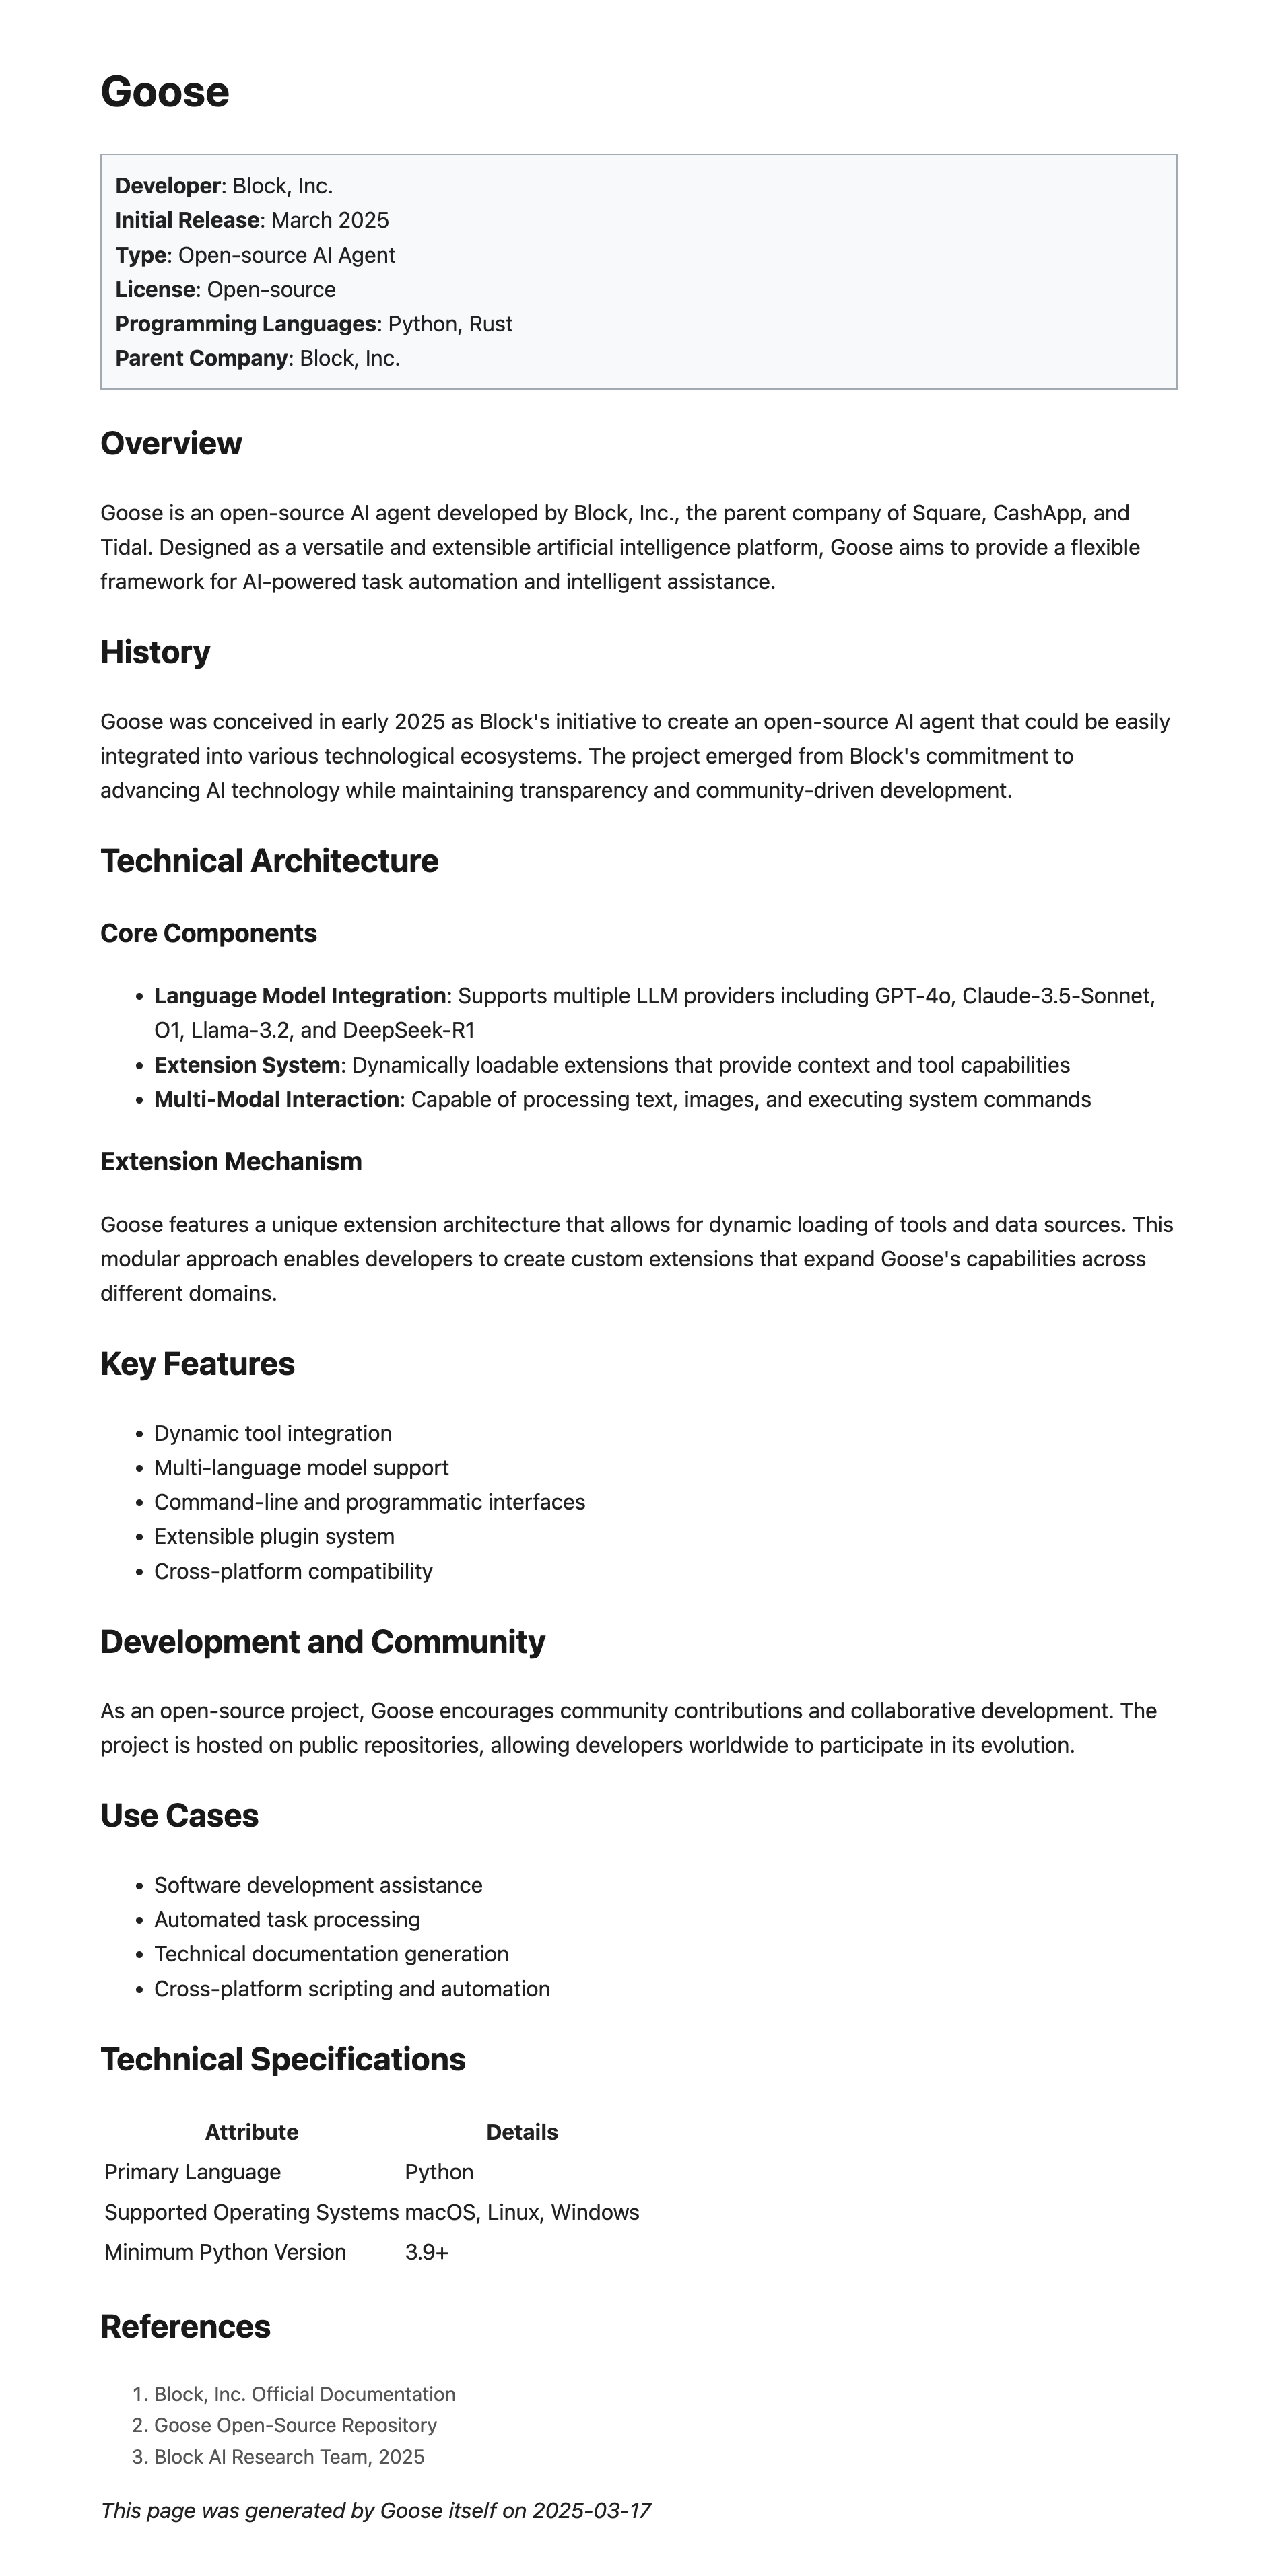 Goose
Developer: Block, Inc.
Initial Release: March 2025
Type: Open-source AI Agent
License: Open-source
Programming Languages: Python, Rust
Parent Company: Block, Inc.
Overview
Goose is an open-source AI agent developed by Block, Inc., the parent company of Square, CashApp, and
Tidal. Designed as a versatile and extensible artificial intelligence platform, Goose aims to provide a flexible
framework for AI-powered task automation and intelligent assistance.
History
Goose was conceived in early 2025 as Block's initiative to create an open-source AI agent that could be easily
integrated into various technological ecosystems. The project emerged from Block's commitment to
advancing AI technology while maintaining transparency and community-driven development.
Technical Architecture
Core Components
• Language Model Integration: Supports multiple LLM providers including GPT-4o, Claude-3.5-Sonnet,
O1, Llama-3.2, and DeepSeek-R1
• Extension System: Dynamically loadable extensions that provide context and tool capabilities
• Multi-Modal Interaction: Capable of processing text, images, and executing system commands
Extension Mechanism
Goose features a unique extension architecture that allows for dynamic loading of tools and data sources. This
modular approach enables developers to create custom extensions that expand Goose's capabilities across
different domains.
Key Features
• Dynamic tool integration
• Multi-language model support
• Command-line and programmatic interfaces
• Extensible plugin system
• Cross-platform compatibility
Development and Community
As an open-source project, Goose encourages community contributions and collaborative development. The
project is hosted on public repositories, allowing developers worldwide to participate in its evolution.
Use Cases
• Software development assistance
• Automated task processing
• Technical documentation generation
• Cross-platform scripting and automation
Technical Specifications
Attribute Details
Primary Language Python
Supported Operating Systems macOS, Linux, Windows
Minimum Python Version 3.9+
References
1. Block, Inc. Official Documentation
2. Goose Open-Source Repository
3. Block AI Research Team, 2025
This page was generated by Goose itself on 2025-03-17